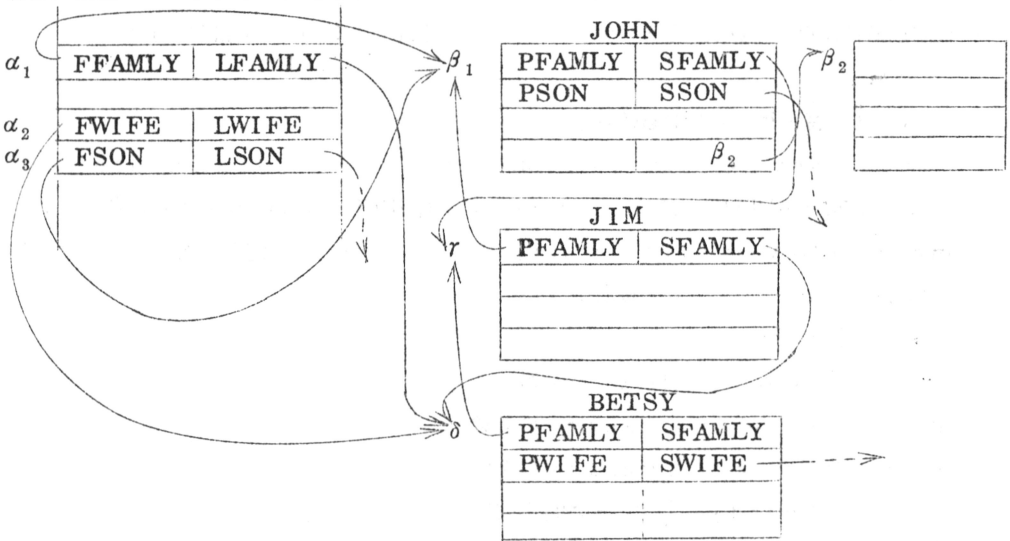 JOHN
α₁ FFAMLY LFAMLY β₁ PFAMLY SFAMLY β₂
PSON SSON
α₂ FWIFE LWIFE
α₃ FSON LSON β₂
JIM
γ PFAMLY SFAMLY
BETSY
δ PFAMLY SFAMLY
PWIFE SWIFE